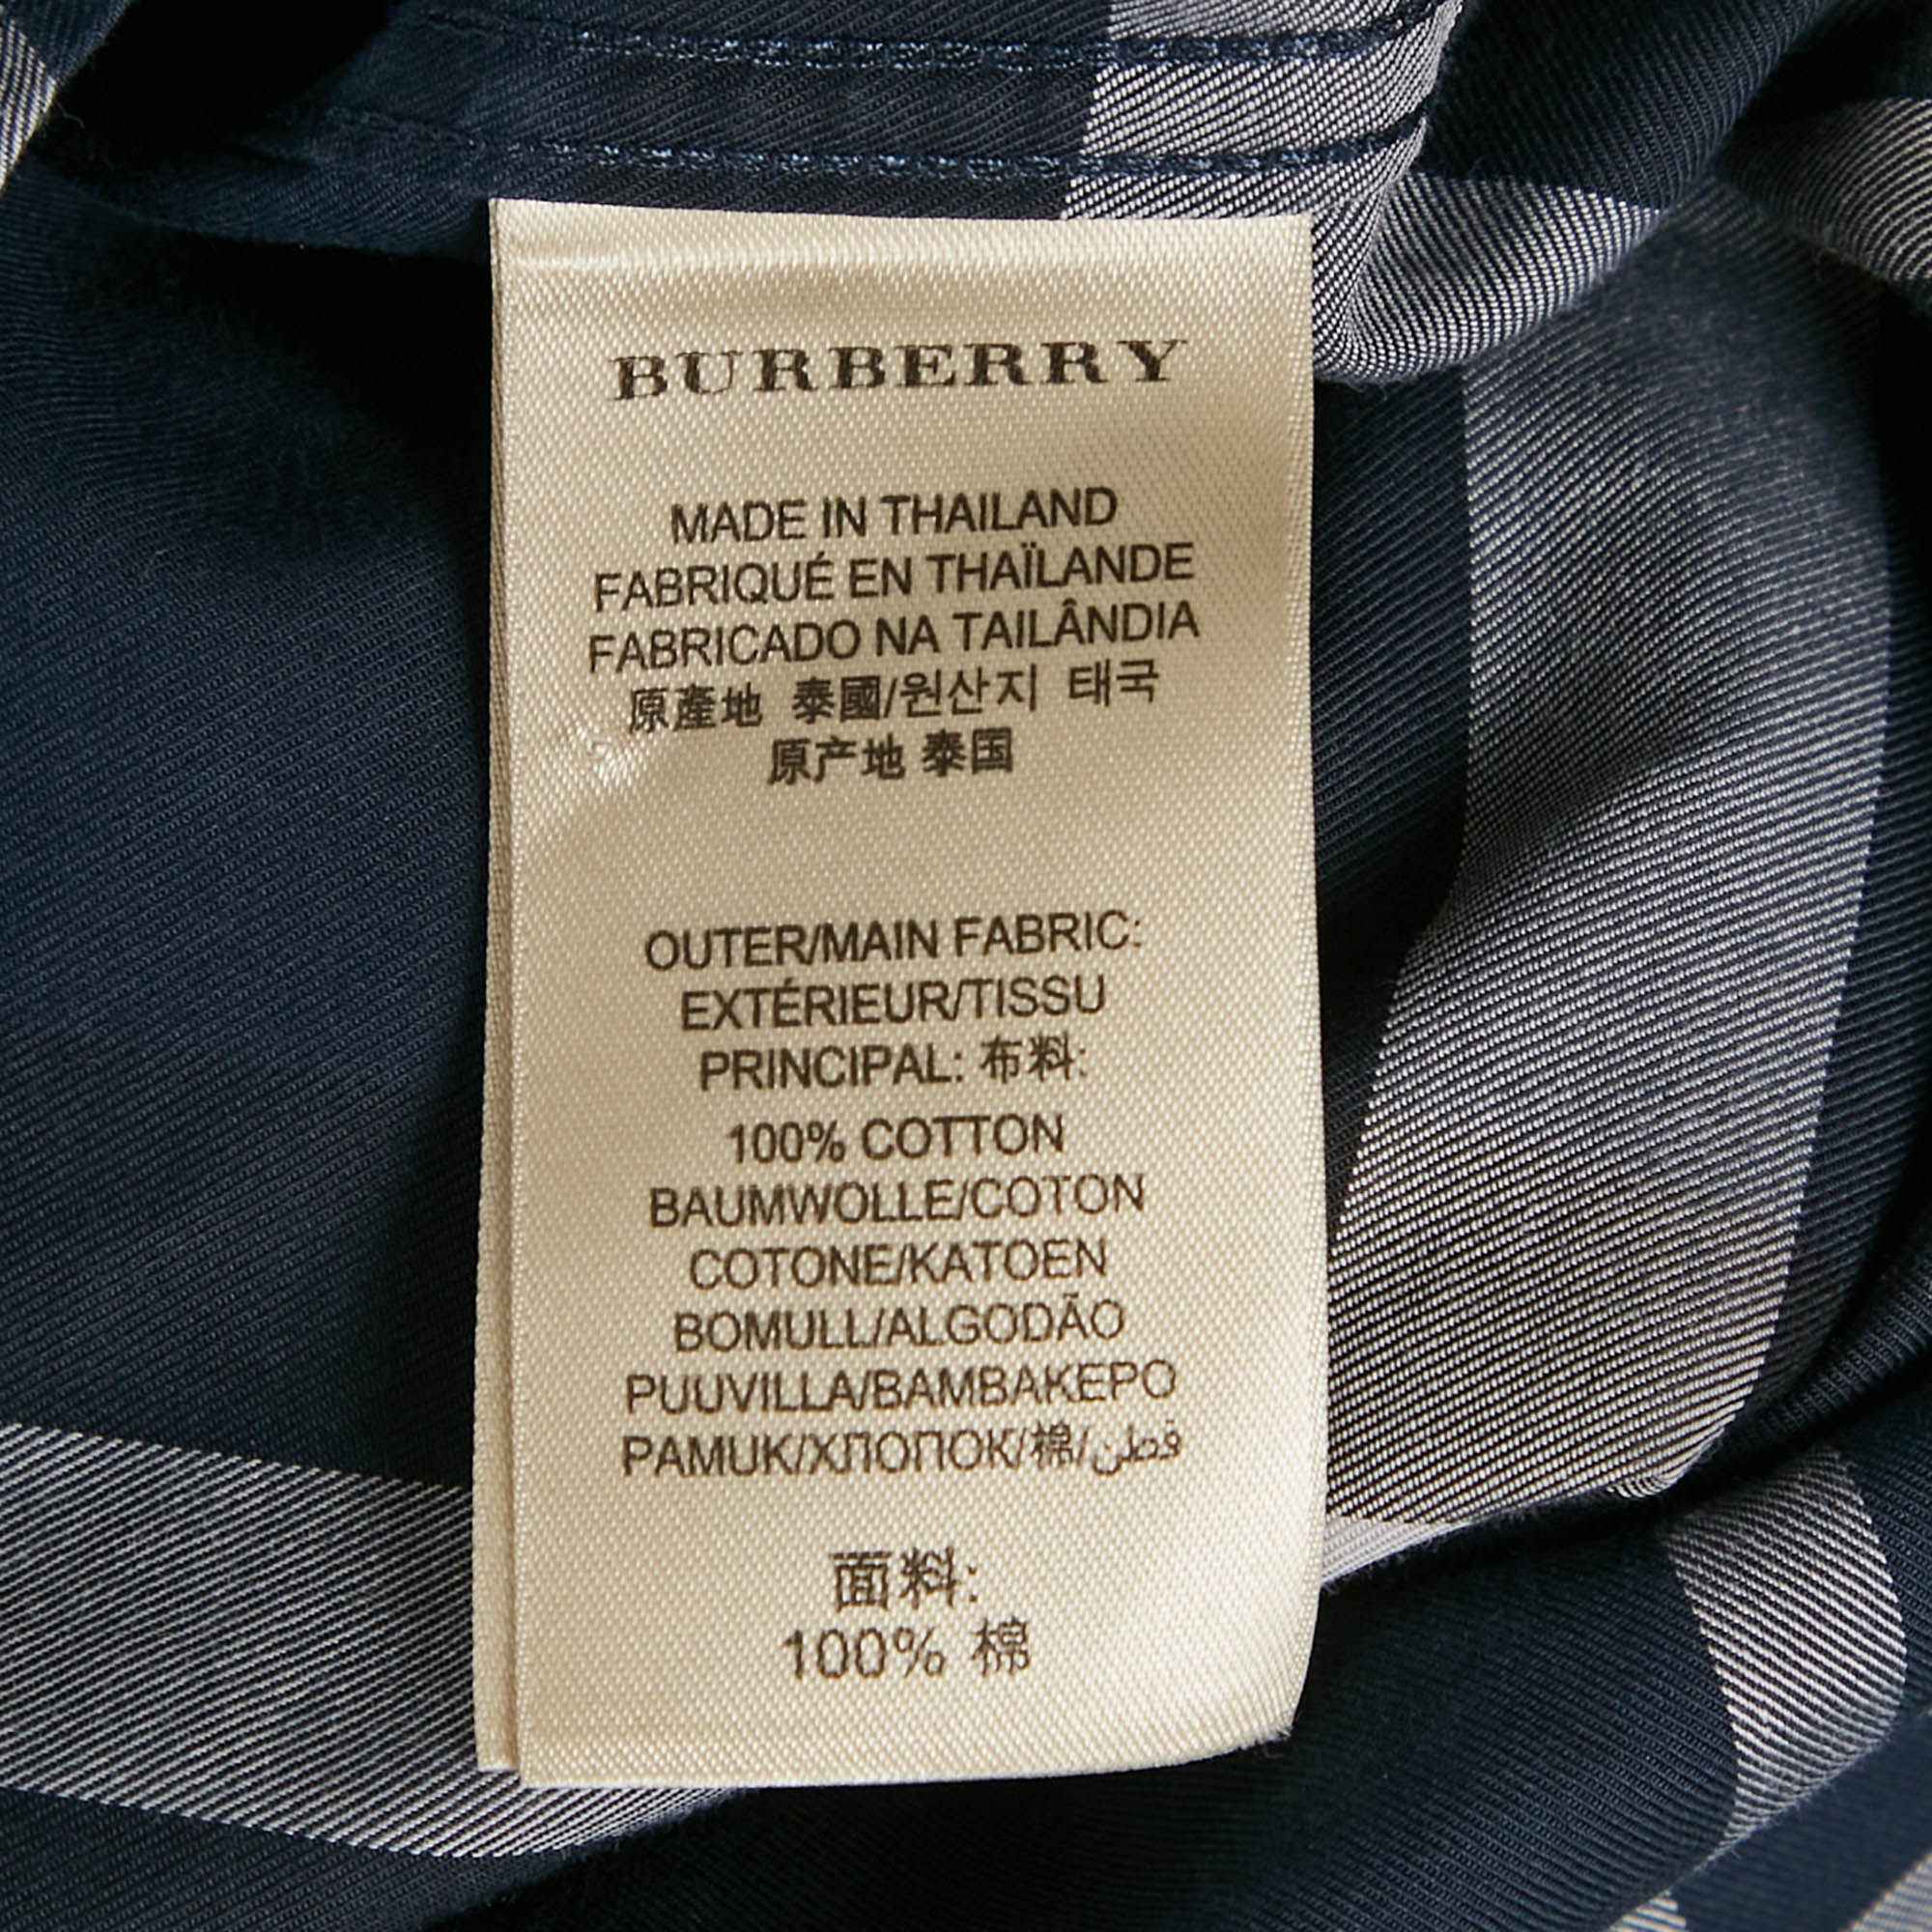 BURBERRY
MADE IN THAILAND
FABRIQUÉ EN THAÏLANDE
FABRICADO NA TAILÂNDIA
原產地 泰國/원산지 태국
原产地 泰国
OUTER/MAIN FABRIC:
EXTÉRIEUR/TISSU
PRINCIPAL: 布料:
100% COTTON
BAUMWOLLE/COTON
COTONE/KATOEN
BOMULL/ALGODÃO
PUUVILLA/BAMBAKEPO
PAMUK/ХЛОПОК/棉/قطن
面料:
100% 棉